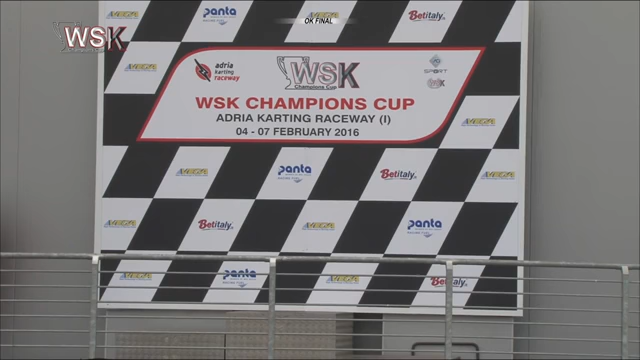 OK FINAL
WSK
panta
Betitaly
adria
karting
raceway
WSK
Champions Cup
SPORT
WSK CHAMPIONS CUP
ADRIA KARTING RACEWAY (I)
04 - 07 FEBRUARY 2016
panta
Betitaly
Betitaly
panta
panta
Betitaly